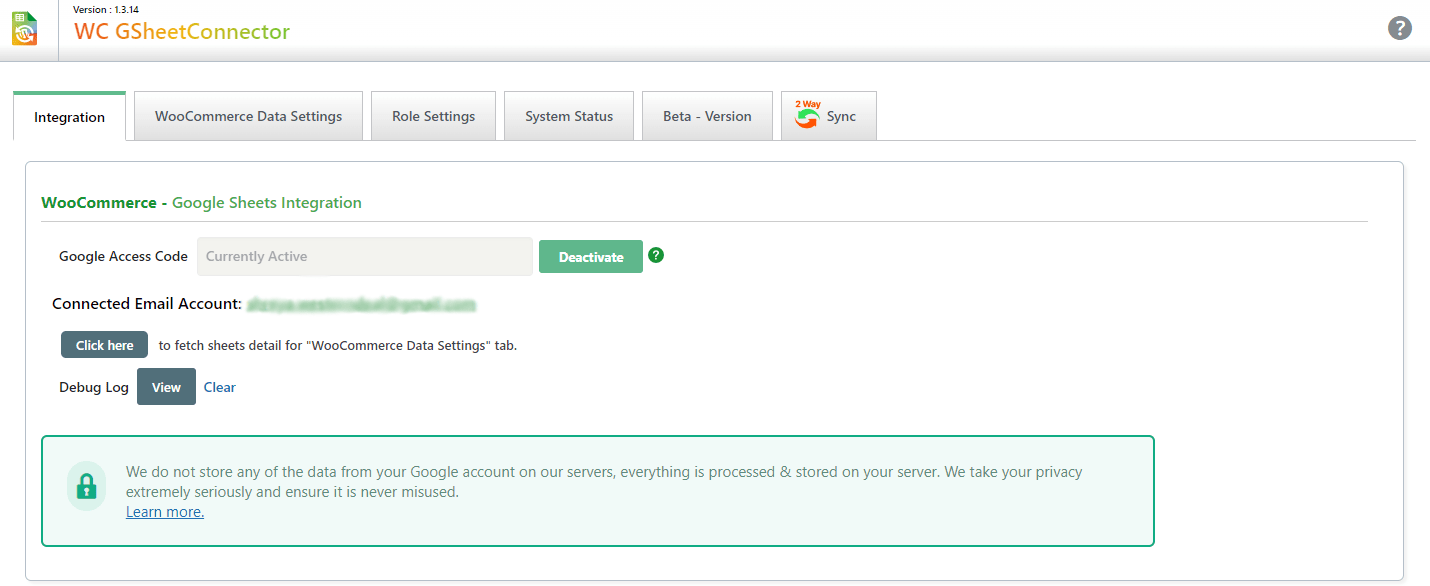 Version : 1.3.14
WC GSheetConnector
?
Integration
WooCommerce Data Settings
Role Settings
System Status
Beta - Version
2 Way
Sync
WooCommerce - Google Sheets Integration
Google Access Code Currently Active Deactivate ?
Connected Email Account:
Click here to fetch sheets detail for "WooCommerce Data Settings" tab.
Debug Log View Clear
We do not store any of the data from your Google account on our servers, everything is processed & stored on your server. We take your privacy
extremely seriously and ensure it is never misused.
Learn more.